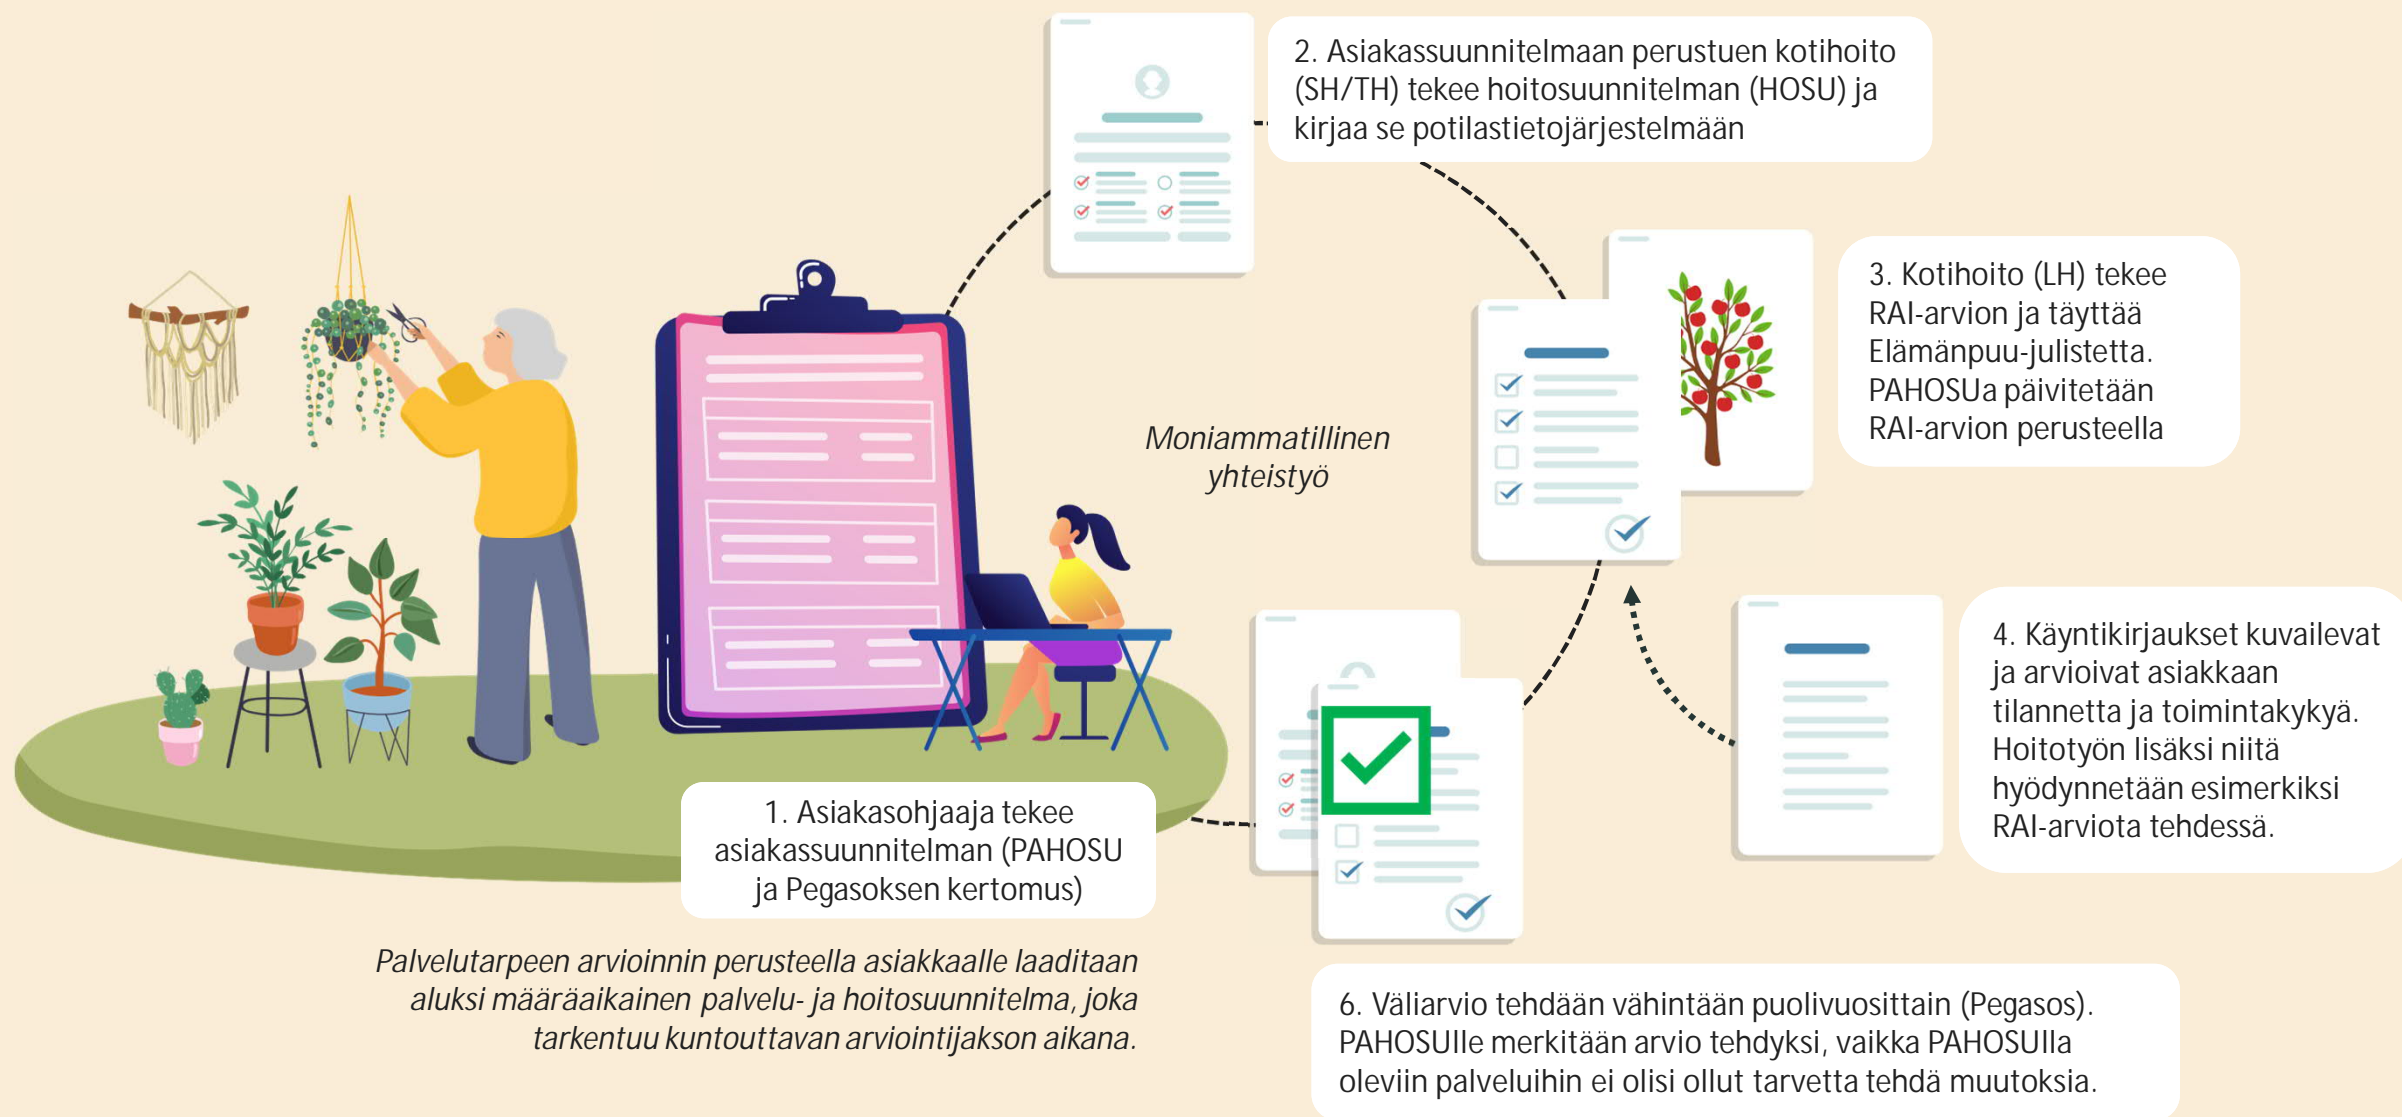 2. Asiakassuunnitelmaan perustuen kotihoito
(SH/TH) tekee hoitosuunnitelman (HOSU) ja
kirjaa se potilastietojärjestelmään
3. Kotihoito (LH) tekee
RAI-arvion ja täyttää
Elämänpuu-julistetta.
PAHOSUa päivitetään
RAI-arvion perusteella
Moniammatillinen
yhteistyö
4. Käyntikirjaukset kuvailevat
ja arvioivat asiakkaan
tilannetta ja toimintakykyä.
Hoitotyön lisäksi niitä
hyödynnetään esimerkiksi
RAI-arviota tehdessä.
1. Asiakasohjaaja tekee
asiakassuunnitelman (PAHOSU
ja Pegasoksen kertomus)
Palvelutarpeen arvioinnin perusteella asiakkaalle laaditaan
aluksi määräaikainen palvelu- ja hoitosuunnitelma, joka
tarkentuu kuntouttavan arviointijakson aikana.
6. Väliarvio tehdään vähintään puolivuosittain (Pegasos).
PAHOSUlle merkitään arvio tehdyksi, vaikka PAHOSUlla
oleviin palveluihin ei olisi ollut tarvetta tehdä muutoksia.